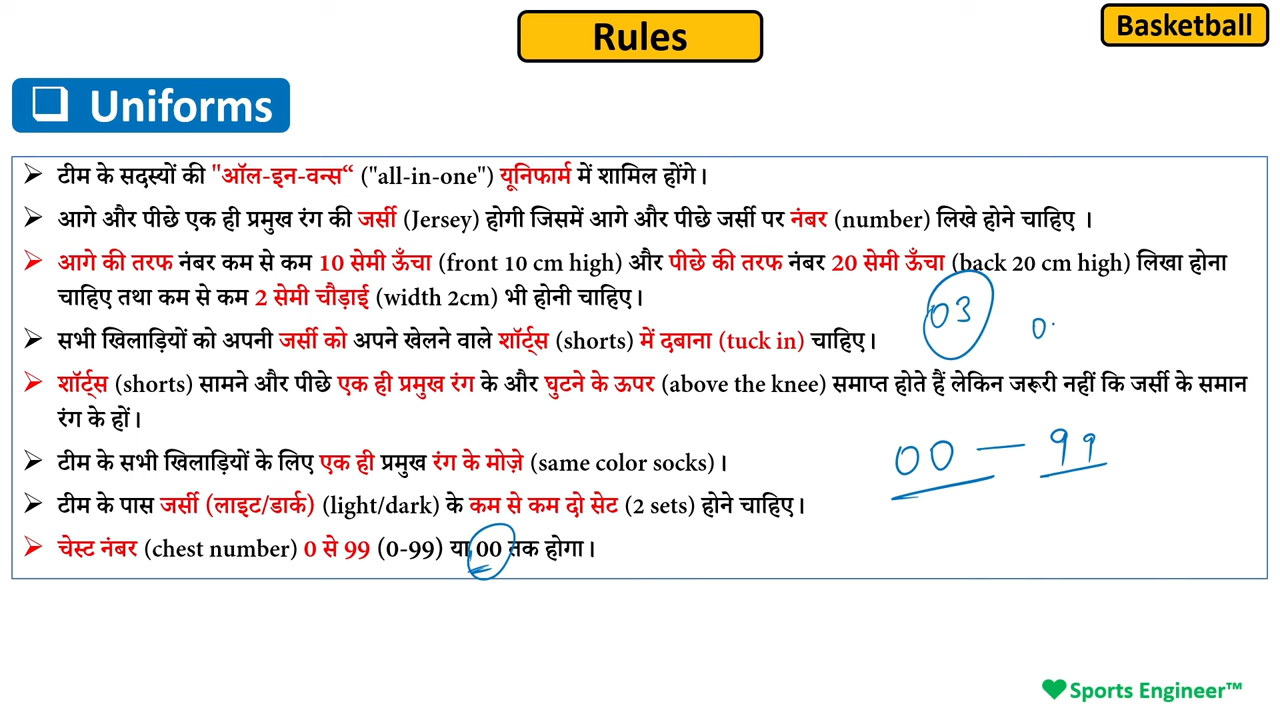 Rules
Basketball
❑ Uniforms
➢ टीम के सदस्यों की "ऑल-इन-वन्स“ ("all-in-one") यूनिफार्म में शामिल होंगे।
➢ आगे और पीछे एक ही प्रमुख रंग की जर्सी (Jersey) होगी जिसमें आगे और पीछे जर्सी पर नंबर (number) लिखे होने चाहिए ।
➢ आगे की तरफ नंबर कम से कम 10 सेमी ऊँचा (front 10 cm high) और पीछे की तरफ नंबर 20 सेमी ऊँचा (back 20 cm high) लिखा होना
चाहिए तथा कम से कम 2 सेमी चौड़ाई (width 2cm) भी होनी चाहिए।
03
0
➢ सभी खिलाड़ियों को अपनी जर्सी को अपने खेलने वाले शॉर्ट्स (shorts) में दबाना (tuck in) चाहिए।
➢ शॉर्ट्स (shorts) सामने और पीछे एक ही प्रमुख रंग के और घुटने के ऊपर (above the knee) समाप्त होते हैं लेकिन जरूरी नहीं कि जर्सी के समान
रंग के हों।
00 — 99
➢ टीम के सभी खिलाड़ियों के लिए एक ही प्रमुख रंग के मोज़े (same color socks)।
➢ टीम के पास जर्सी (लाइट/डार्क) (light/dark) के कम से कम दो सेट (2 sets) होने चाहिए।
➢ चेस्ट नंबर (chest number) 0 से 99 (0-99) या 00 तक होगा।
Sports Engineer™